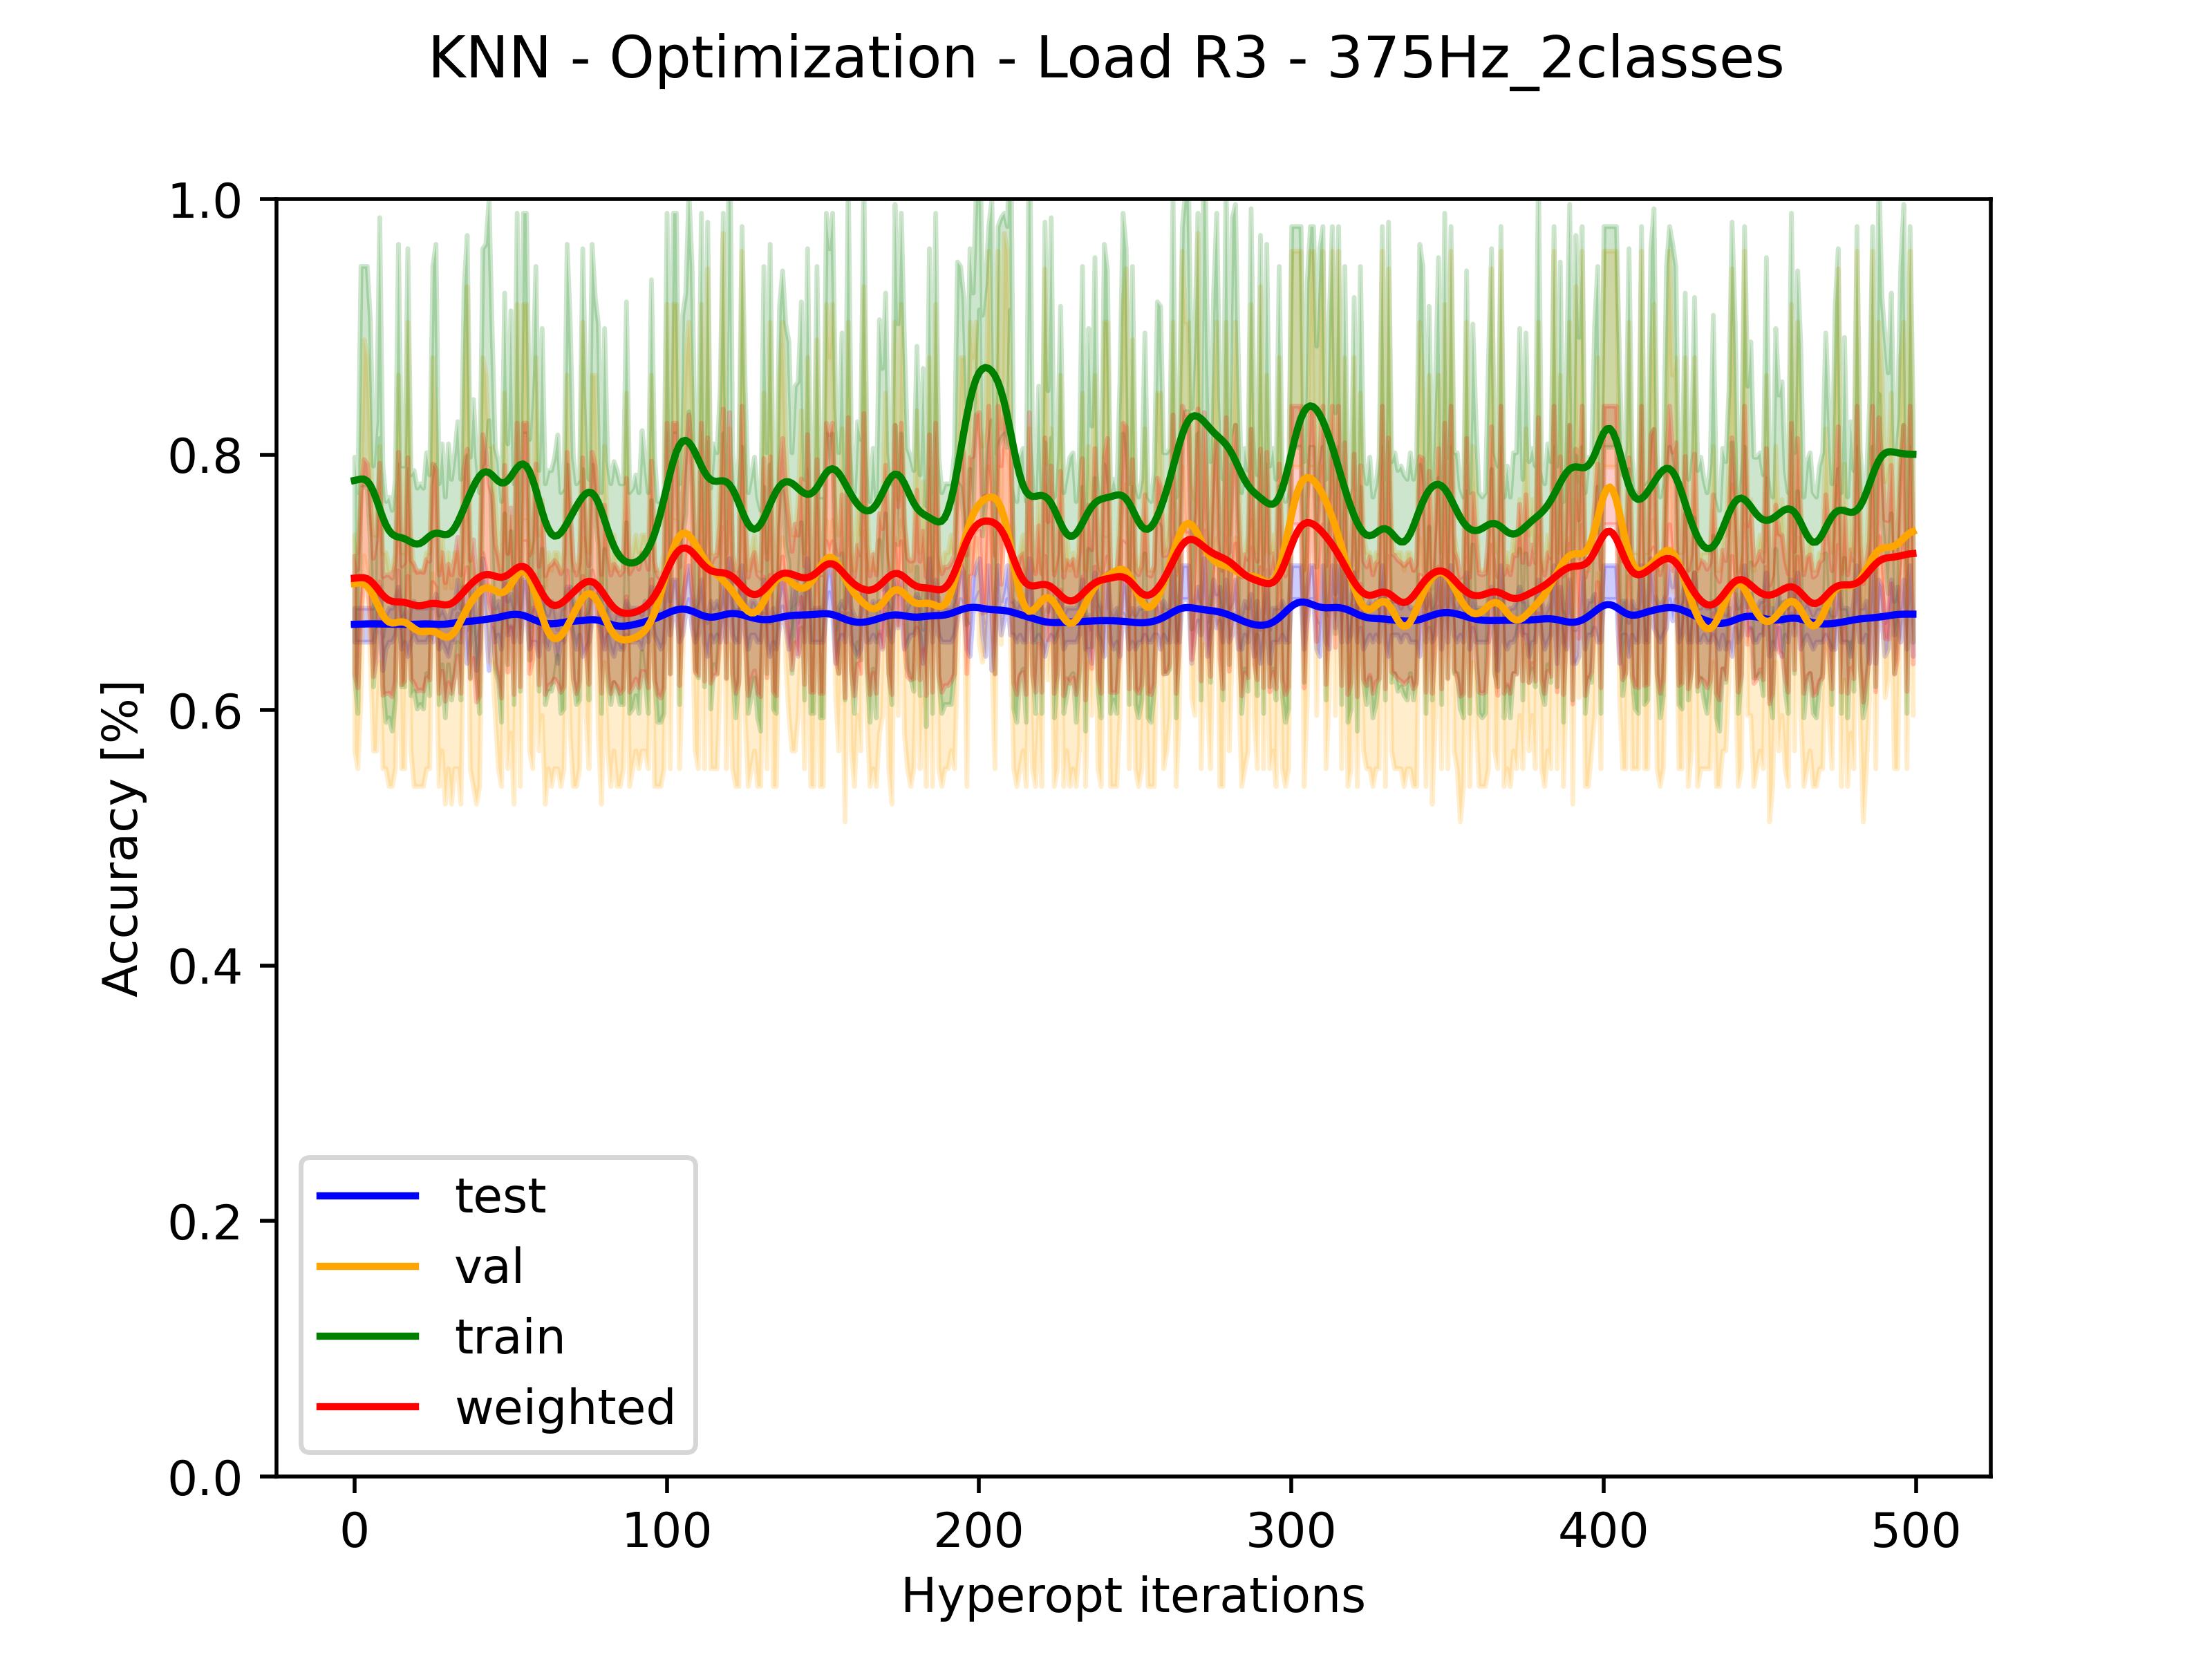 KNN - Optimization - Load R3 - 375Hz_2classes
1.0
0.8
0.6
0.4
0.2
0.0
Accuracy [%]
test
val
train
weighted
0 100 200 300 400 500
Hyperopt iterations